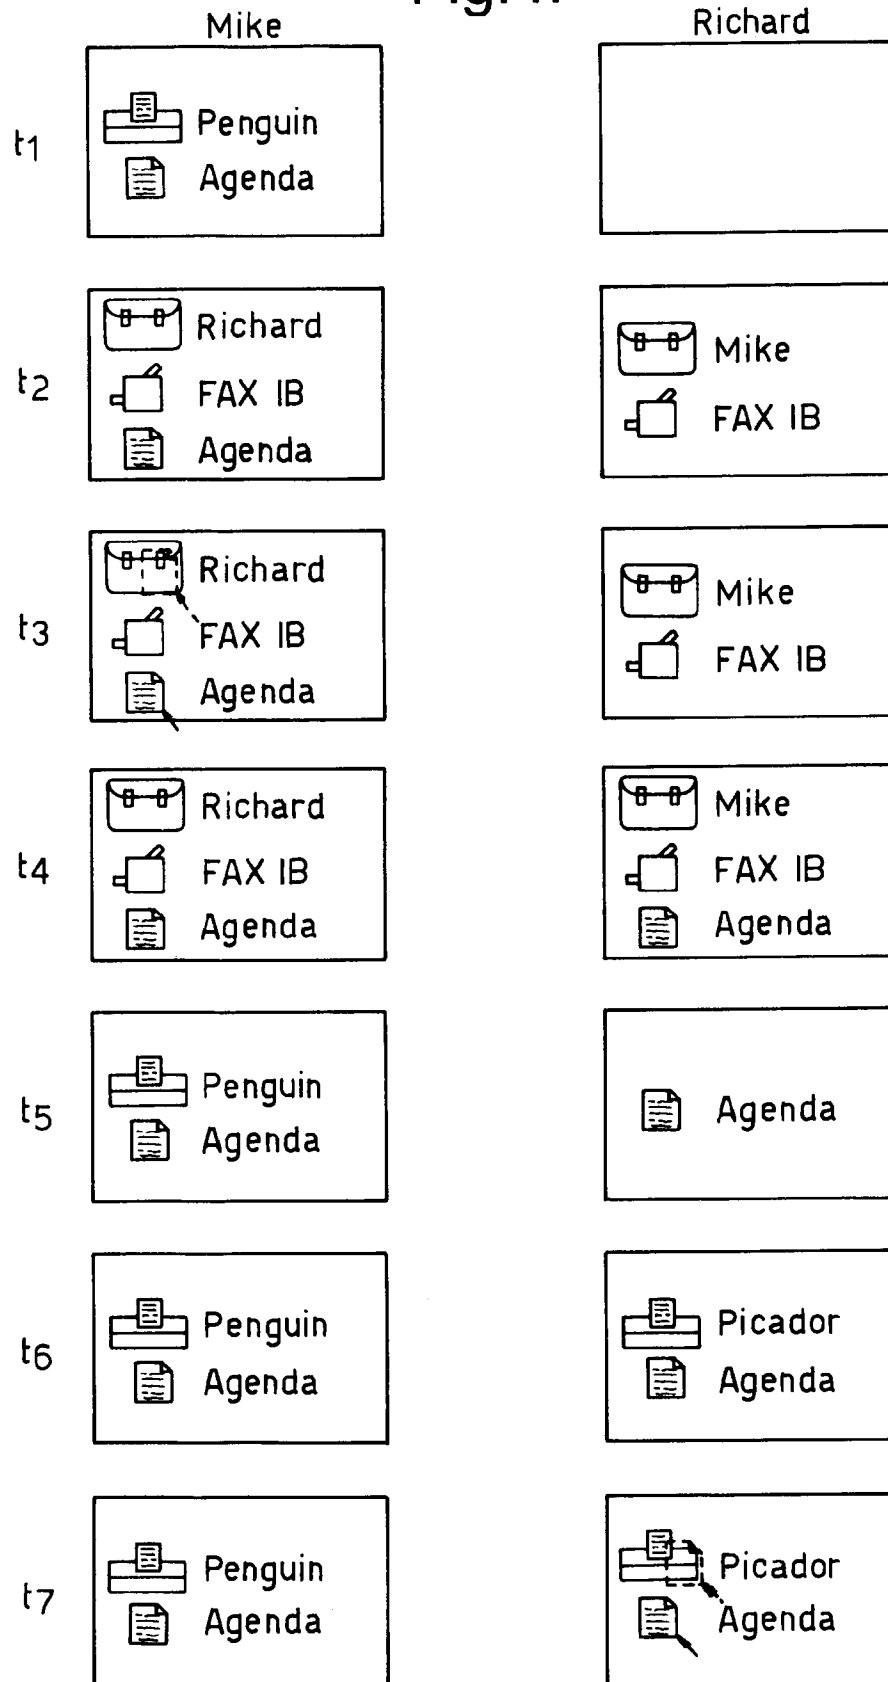 Mike Richard
t1 Penguin
Agenda
t2 Richard Mike
FAX IB FAX IB
Agenda
t3 Richard Mike
FAX IB FAX IB
Agenda
t4 Richard Mike
FAX IB FAX IB
Agenda Agenda
t5 Penguin Agenda
Agenda
t6 Penguin Picador
Agenda Agenda
t7 Penguin Picador
Agenda Agenda